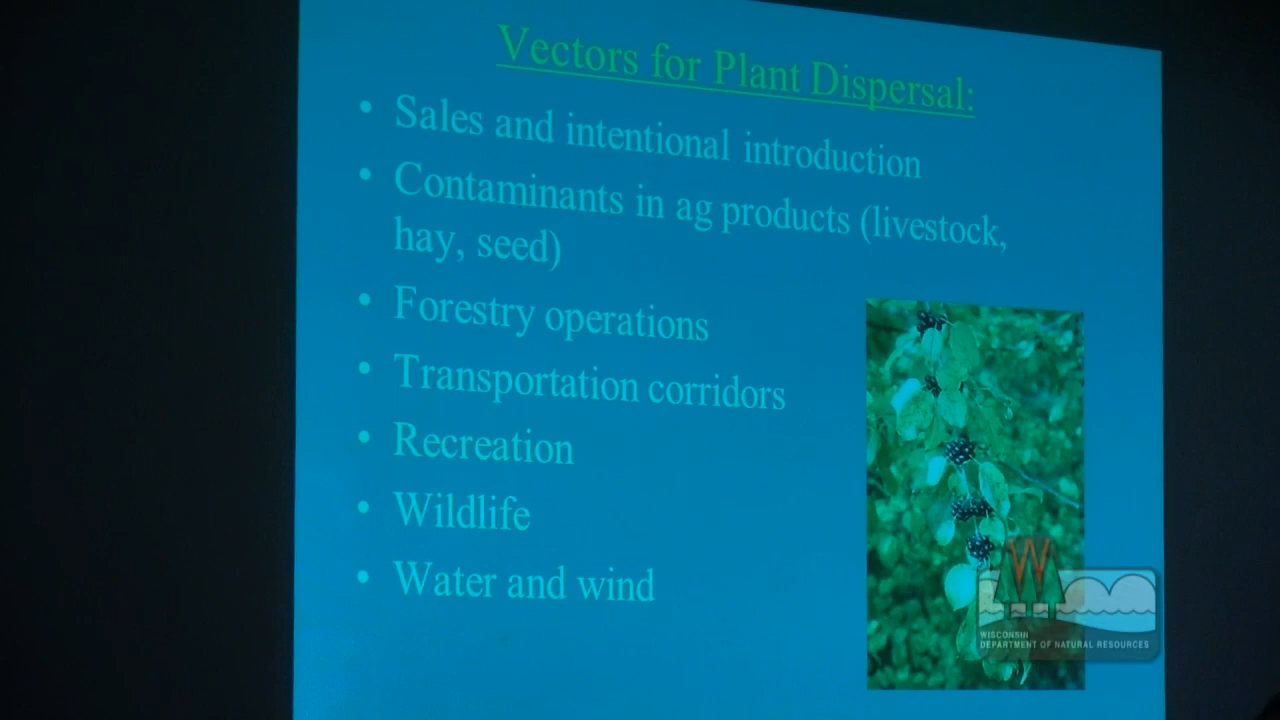 Vectors for Plant Dispersal:
• Sales and intentional introduction
• Contaminants in ag products (livestock,
hay, seed)
• Forestry operations
• Transportation corridors
• Recreation
• Wildlife
• Water and wind
W
WISCONSIN
DEPARTMENT OF NATURAL RESOURCES